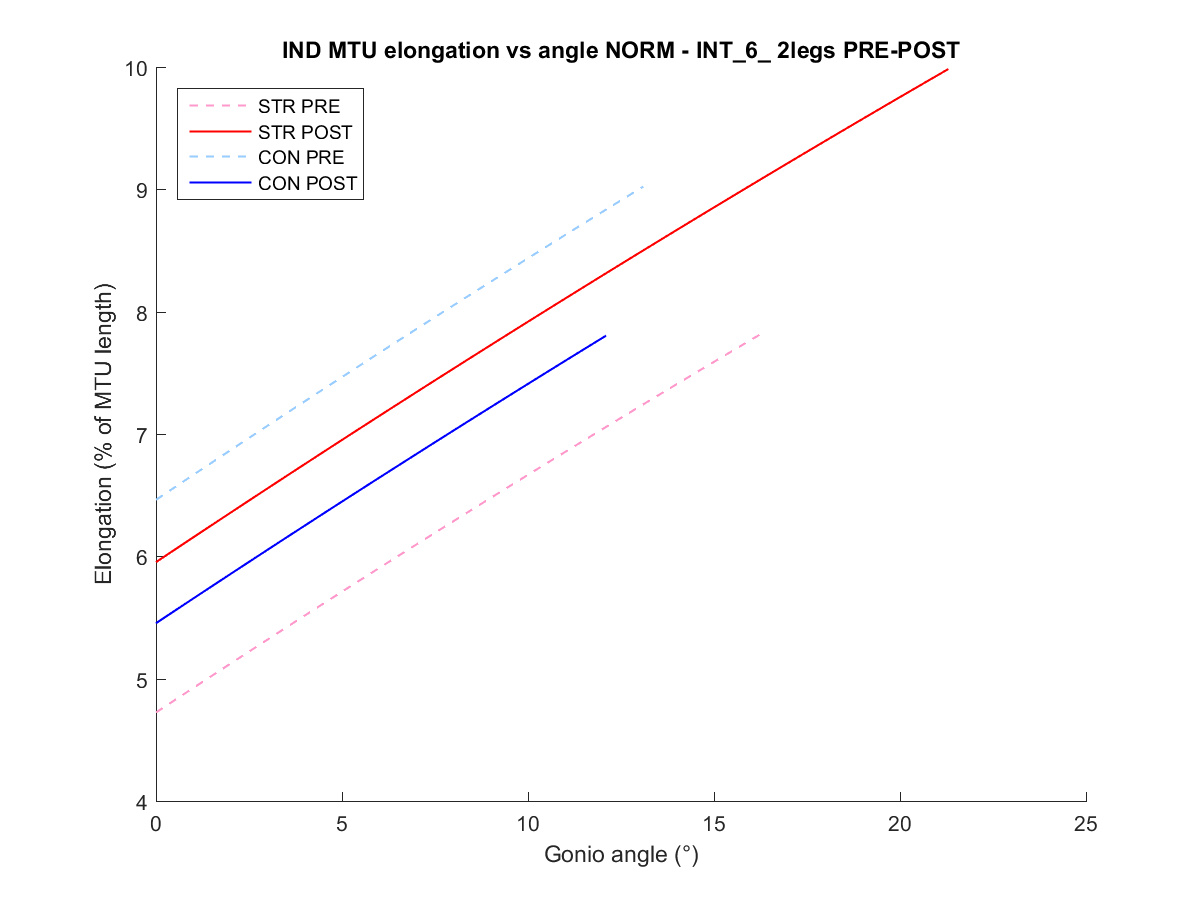 IND MTU elongation vs angle NORM - INT_6_ 2legs PRE-POST
STR PRE
STR POST
CON PRE
CON POST
Elongation (% of MTU length)
10
9
8
7
6
5
4
0 5 10 15 20 25
Gonio angle (°)